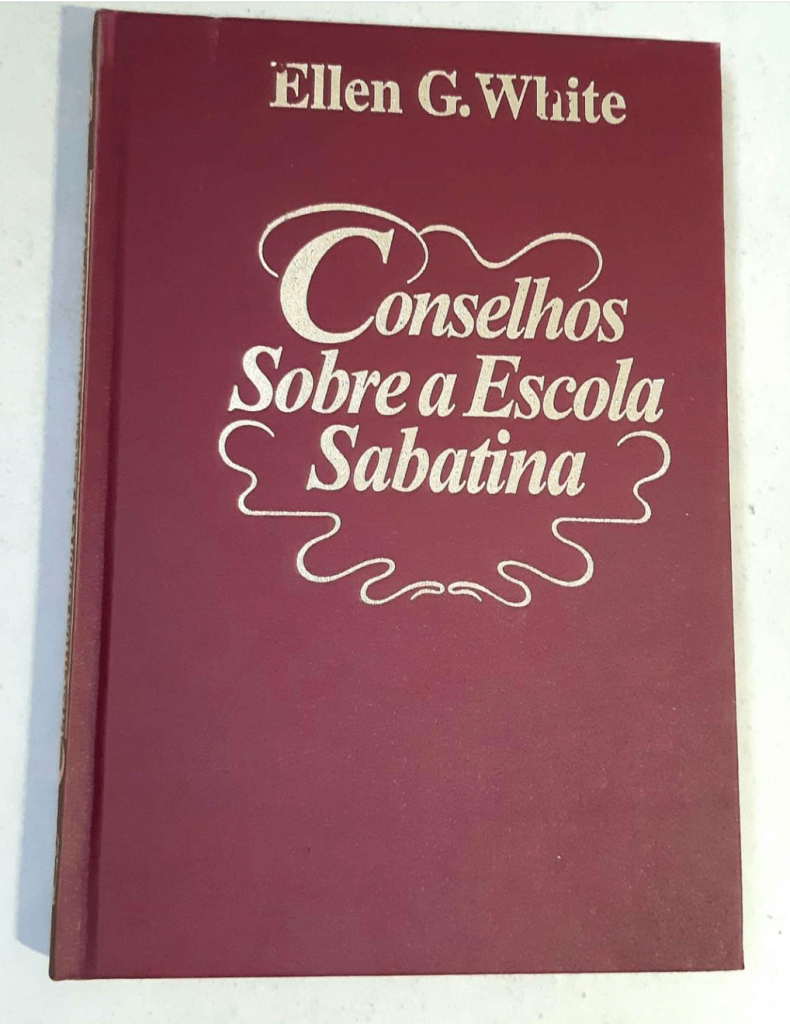 Ellen G. White
Conselhos
Sobre a Escola
Sabatina